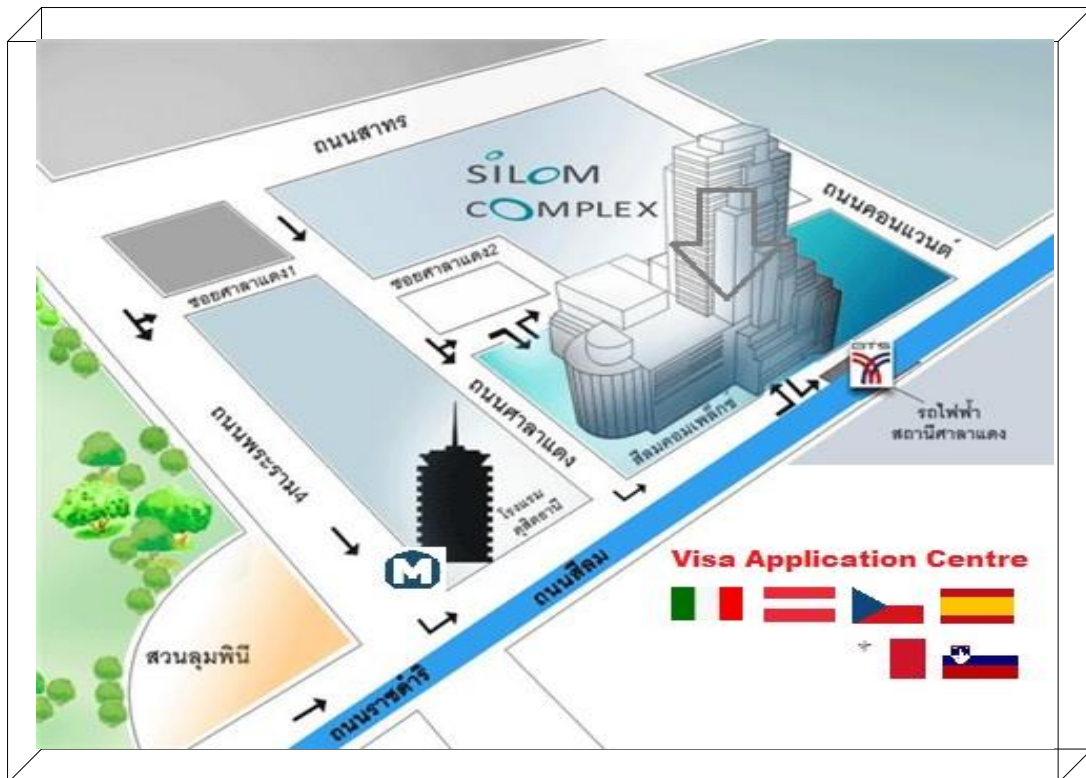 ถนนสาทร
SILOM
COMPLEX
ถนนคอนแวนต์
ซอยศาลาแดง1
ซอยศาลาแดง2
BTS
รถไฟฟ้า
สถานีศาลาแดง
ถนนศาลาแดง
สีลมคอมเพล็กซ์
ถนนพระราม4
โรงแรม
ดุสิตธานี
M
ถนนสีลม
Visa Application Centre
สวนลุมพินี
ถนนราชดำริ